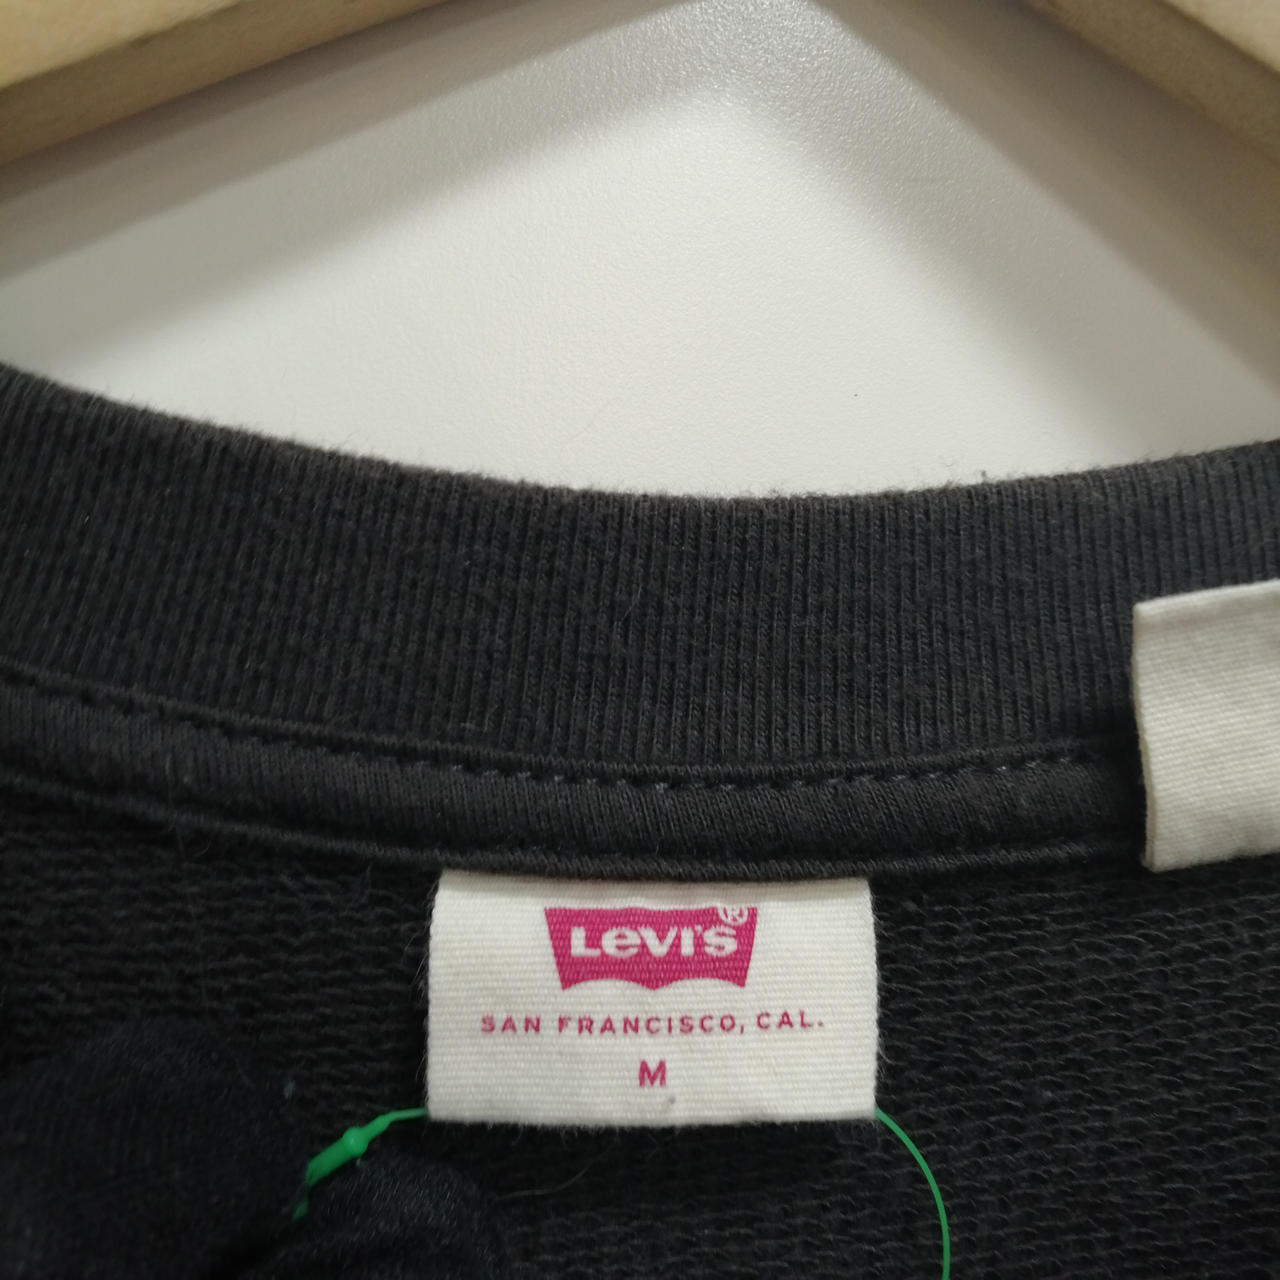 Levi's®
SAN FRANCISCO, CAL.
M